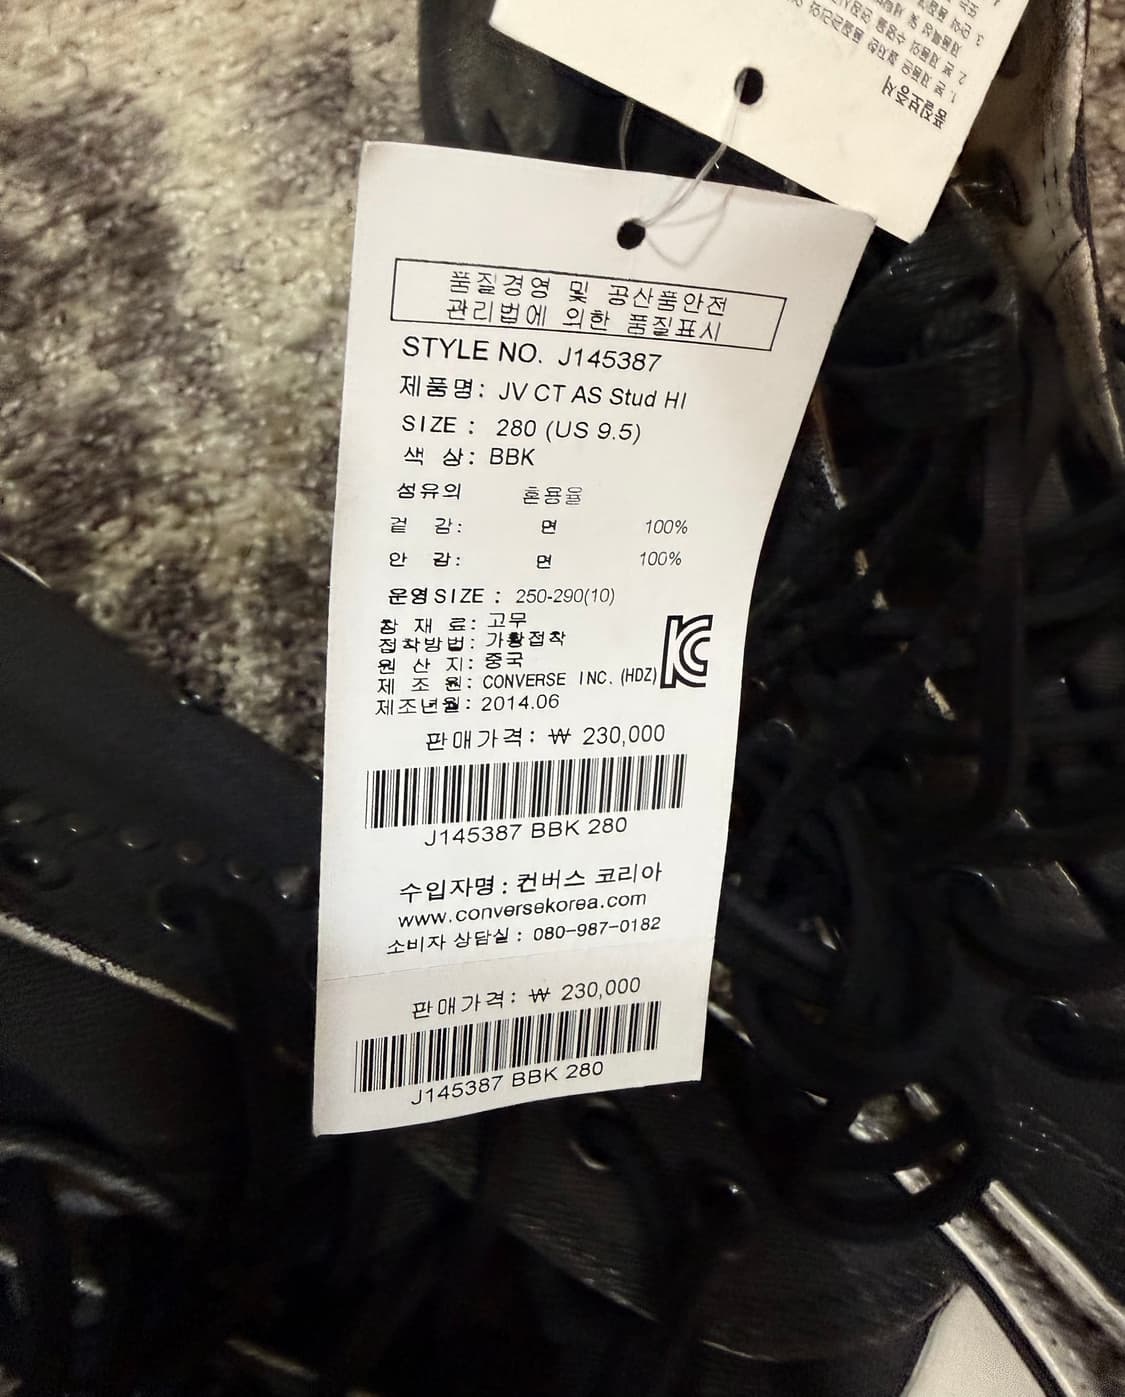 품질보증서
품질경영 및 공산품안전
관리법에 의한 품질표시
STYLE NO. J145387
제품명: JV CT AS Stud HI
SIZE : 280 (US 9.5)
색 상: BBK
섬유의 혼용율
겉 감: 면 100%
안 감: 면 100%
운영SIZE : 250-290(10)
창 재 료: 고무
접착방법: 가황접착
원 산 지: 중국
제 조 원: CONVERSE INC. (HDZ)
제조년월: 2014.06
판매가격: ₩ 230,000
J145387 BBK 280
수입자명 : 컨버스 코리아
www.conversekorea.com
소비자 상담실 : 080-987-0182
판매가격: ₩ 230,000
J145387 BBK 280